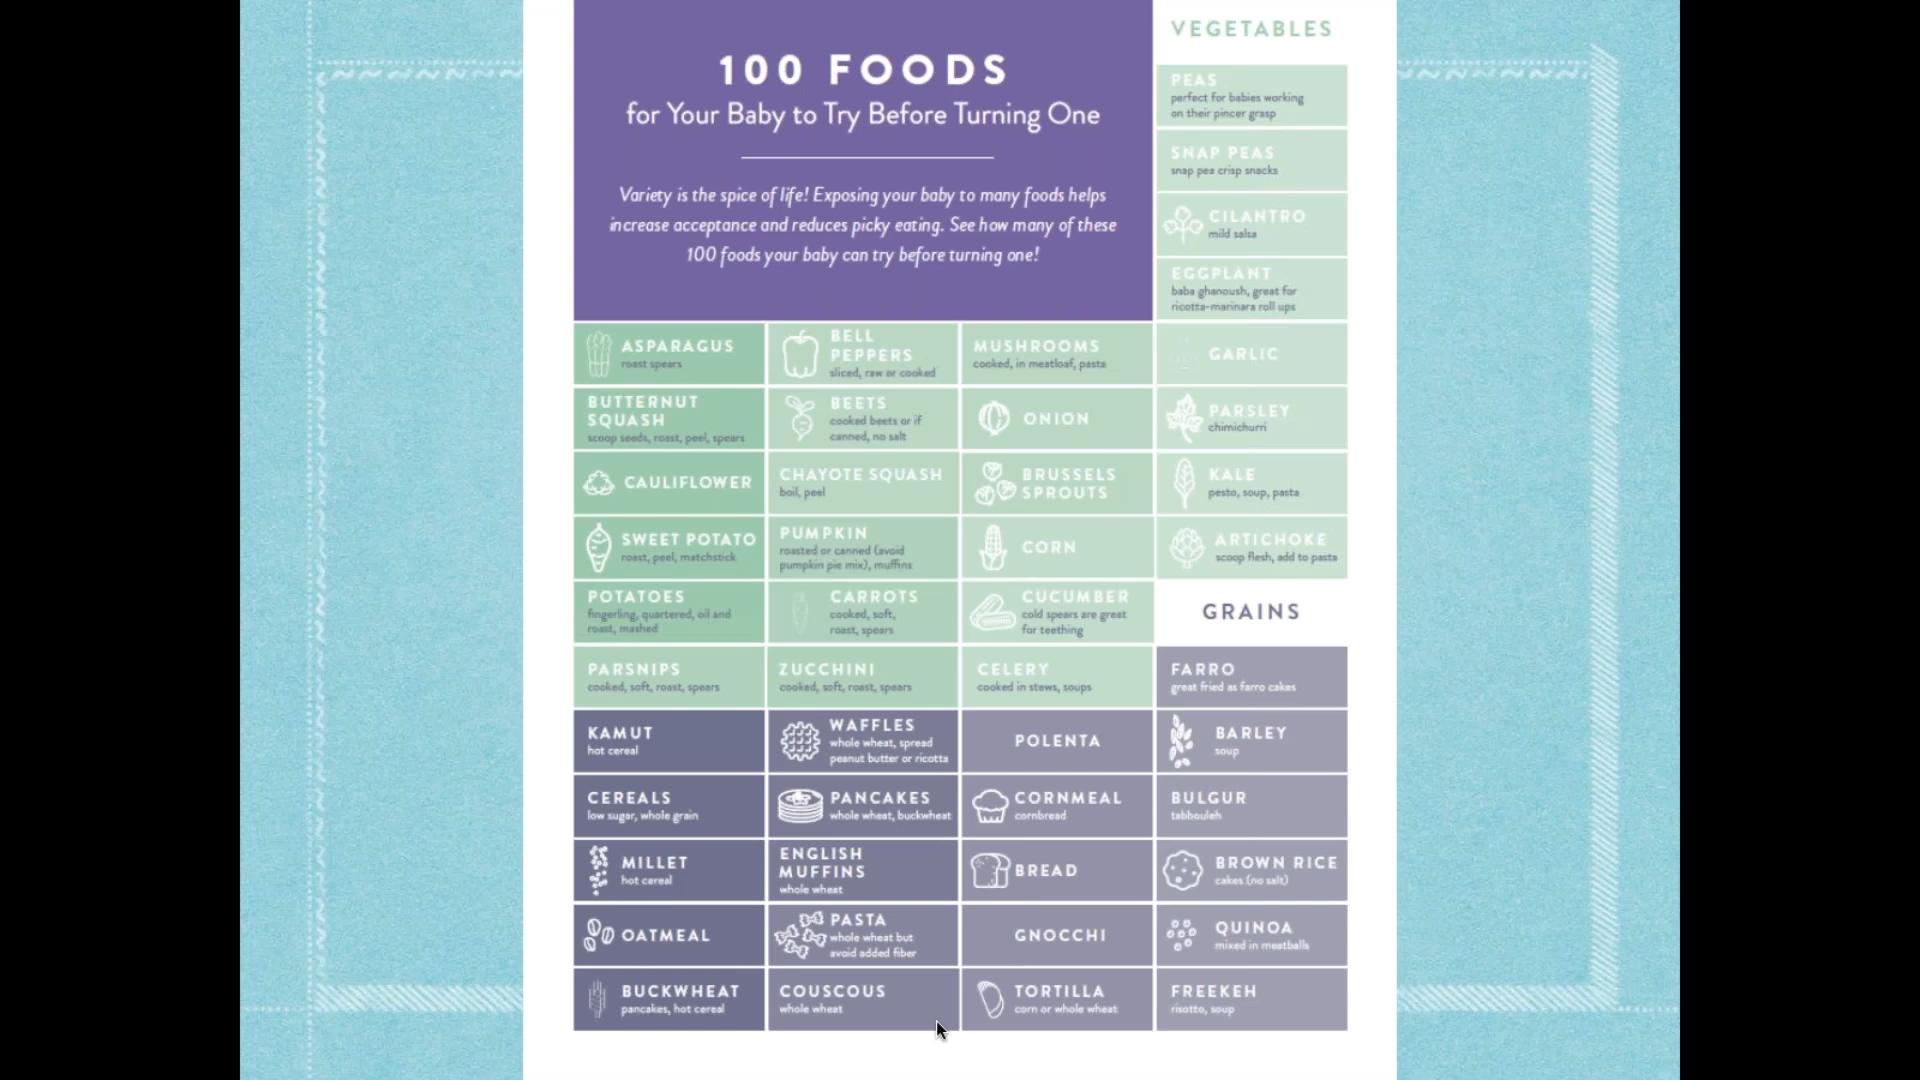 100 FOODS
for Your Baby to Try Before Turning One
Variety is the spice of life! Exposing your baby to many foods helps
increase acceptance and reduces picky eating. See how many of these
100 foods your baby can try before turning one!
VEGETABLES
PEAS
perfect for babies working
on their pincer grasp
SNAP PEAS
snap pea crisp snacks
CILANTRO
mild salsa
EGGPLANT
baba ghanoush, great for
ricotta-marinara roll ups
ASPARAGUS
roast spears
BELL
PEPPERS
sliced, raw or cooked
MUSHROOMS
cooked, in meatloaf, pasta
GARLIC
BUTTERNUT
SQUASH
scoop seeds, roast, peel, spears
BEETS
cooked beets or if
canned, no salt
ONION
PARSLEY
chimichurri
CAULIFLOWER
CHAYOTE SQUASH
boil, peel
BRUSSELS
SPROUTS
KALE
pesto, soup, pasta
SWEET POTATO
roast, peel, matchstick
PUMPKIN
roasted or canned (avoid
pumpkin pie mix), muffins
CORN
ARTICHOKE
scoop flesh, add to pasta
POTATOES
fingerling, quartered, oil and
roast, mashed
CARROTS
cooked, soft,
roast, spears
CUCUMBER
cold spears are great
for teething
GRAINS
PARSNIPS
cooked, soft, roast, spears
ZUCCHINI
cooked, soft, roast, spears
CELERY
cooked in stews, soups
FARRO
great fried as farro cakes
KAMUT
hot cereal
WAFFLES
whole wheat, spread
peanut butter or ricotta
POLENTA
BARLEY
soup
CEREALS
low sugar, whole grain
PANCAKES
whole wheat, buckwheat
CORNMEAL
cornbread
BULGUR
tabbouleh
MILLET
hot cereal
ENGLISH
MUFFINS
whole wheat
BREAD
BROWN RICE
cakes (no salt)
OATMEAL
PASTA
whole wheat but
avoid added fiber
GNOCCHI
QUINOA
mixed in meatballs
BUCKWHEAT
pancakes, hot cereal
COUSCOUS
whole wheat
TORTILLA
corn or whole wheat
FREEKEH
risotto, soup